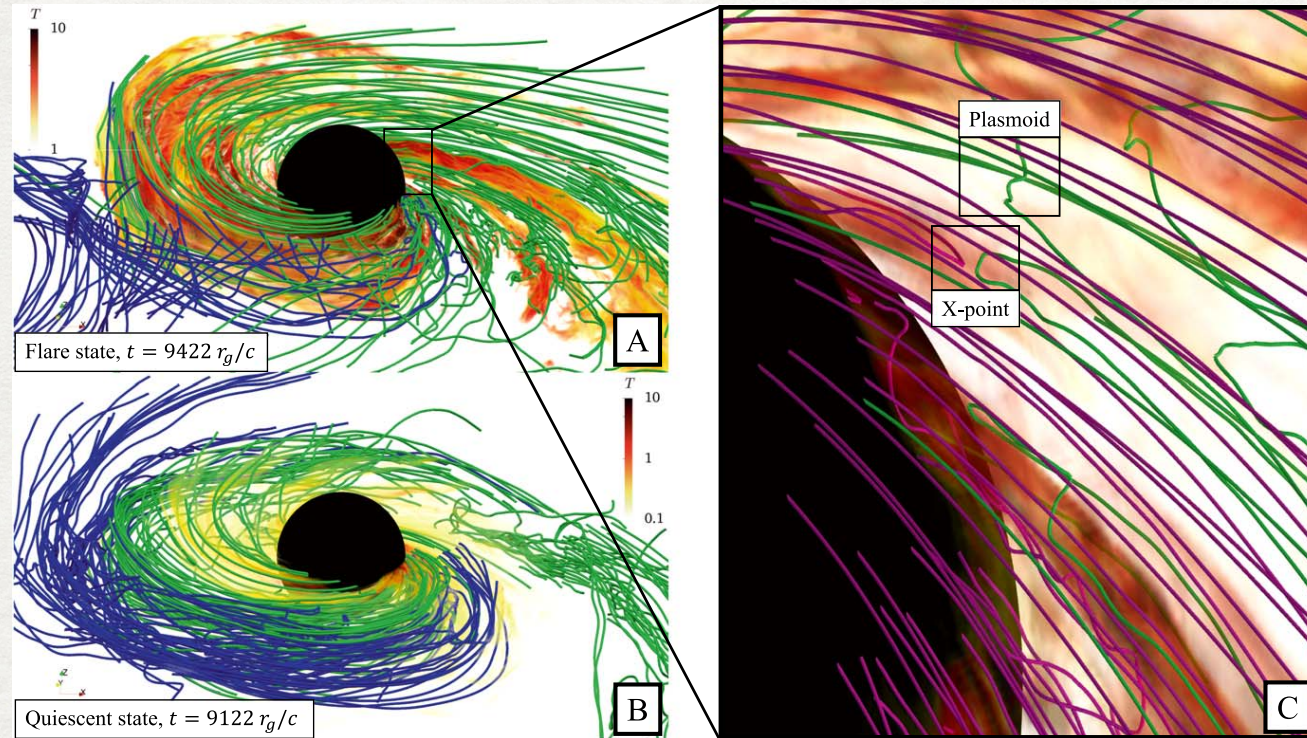 T
10
1
Flare state, t = 9422 r_g/c
A
T
10
1
0.1
Quiescent state, t = 9122 r_g/c
B
Plasmoid
X-point
C